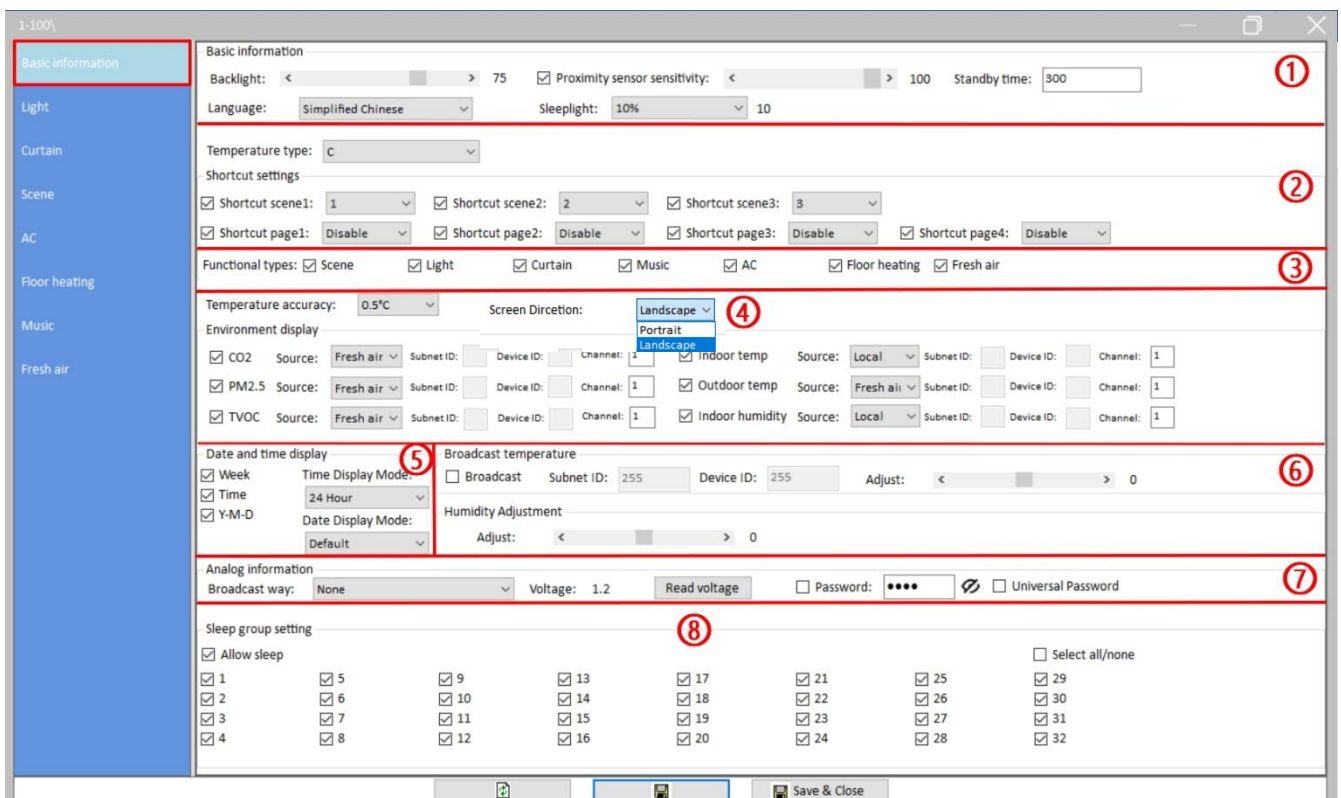 1-100\
Basic information
Light
Curtain
Scene
AC
Floor heating
Music
Fresh air
Basic information
①
Backlight: < > 75 Proximity sensor sensitivity: < > 100 Standby time: 300
Language: Simplified Chinese Sleeplight: 10% 10
Temperature type: C
Shortcut settings
②
Shortcut scene1: 1 Shortcut scene2: 2 Shortcut scene3: 3
Shortcut page1: Disable Shortcut page2: Disable Shortcut page3: Disable Shortcut page4: Disable
Functional types: Scene Light Curtain Music AC Floor heating Fresh air ③
Temperature accuracy: 0.5°C Screen Dircetion: Landscape ④
Portrait
Landscape
Environment display
CO2 Source: Fresh air Subnet ID: Device ID: Channel: 1 Indoor temp Source: Local Subnet ID: Device ID: Channel: 1
PM2.5 Source: Fresh air Subnet ID: Device ID: Channel: 1 Outdoor temp Source: Fresh air Subnet ID: Device ID: Channel: 1
TVOC Source: Fresh air Subnet ID: Device ID: Channel: 1 Indoor humidity Source: Local Subnet ID: Device ID: Channel: 1
Date and time display ⑤
Week Time Display Mode:
Time 24 Hour
Y-M-D Date Display Mode:
Default
Broadcast temperature ⑥
Broadcast Subnet ID: 255 Device ID: 255 Adjust: < > 0
Humidity Adjustment
Adjust: < > 0
Analog information ⑦
Broadcast way: None Voltage: 1.2 Read voltage Password: •••• Universal Password
Sleep group setting ⑧
Allow sleep Select all/none
1 5 9 13 17 21 25 29
2 6 10 14 18 22 26 30
3 7 11 15 19 23 27 31
4 8 12 16 20 24 28 32
Save & Close